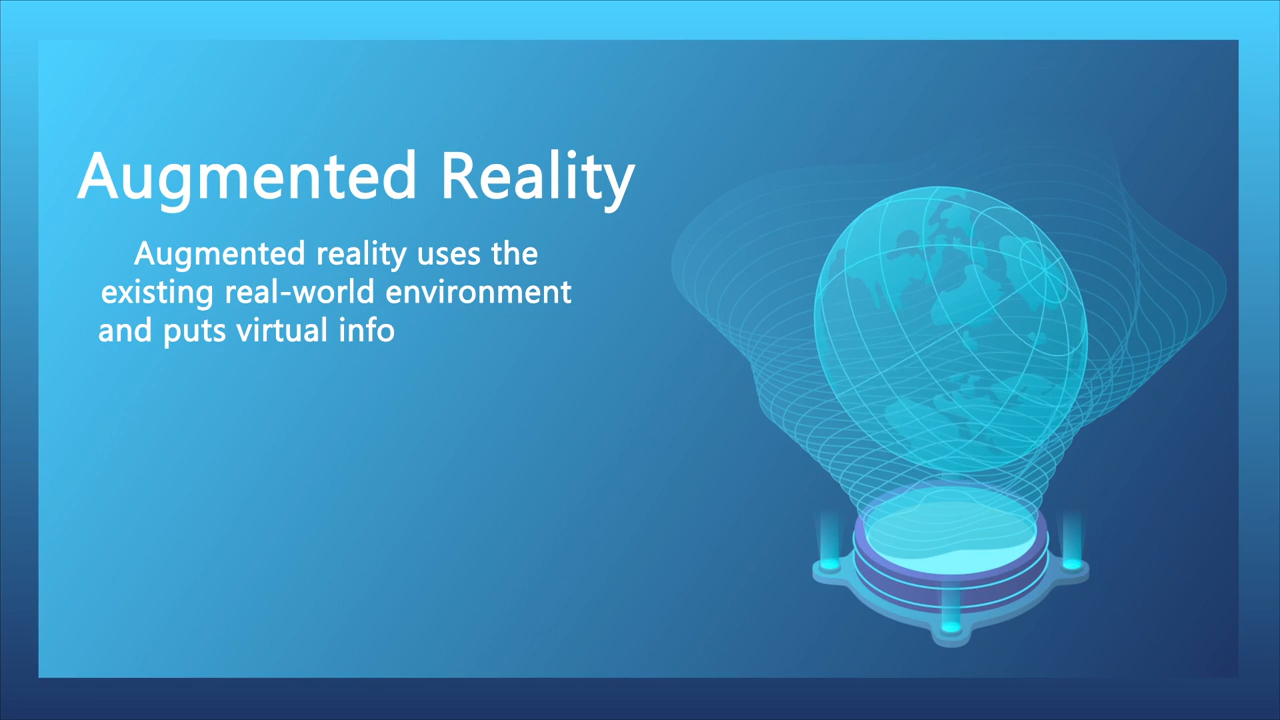 Augmented Reality
Augmented reality uses the
existing real-world environment
and puts virtual info